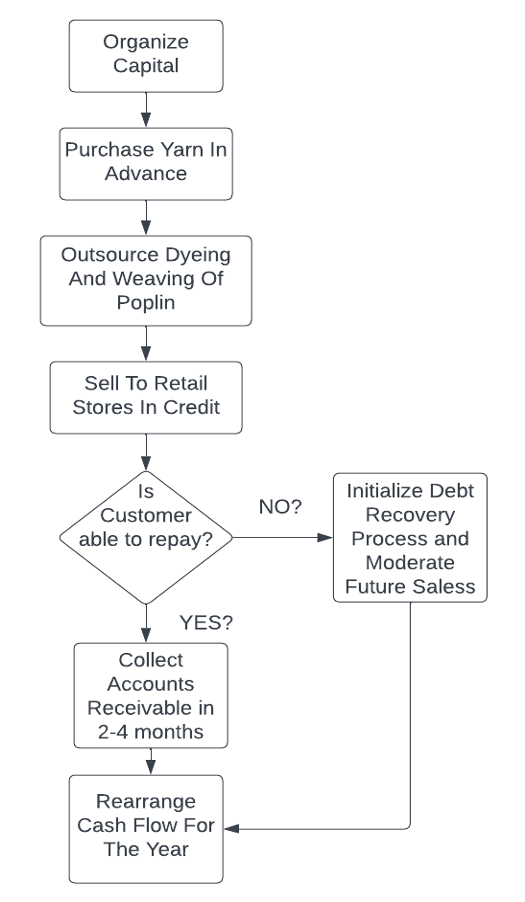 Organize
Capital
Purchase Yarn In
Advance
Outsource Dyeing
And Weaving Of
Poplin
Sell To Retail
Stores In Credit
Is
Customer
able to repay?
NO?
Initialize Debt
Recovery
Process and
Moderate
Future Saless
YES?
Collect
Accounts
Receivable in
2-4 months
Rearrange
Cash Flow For
The Year